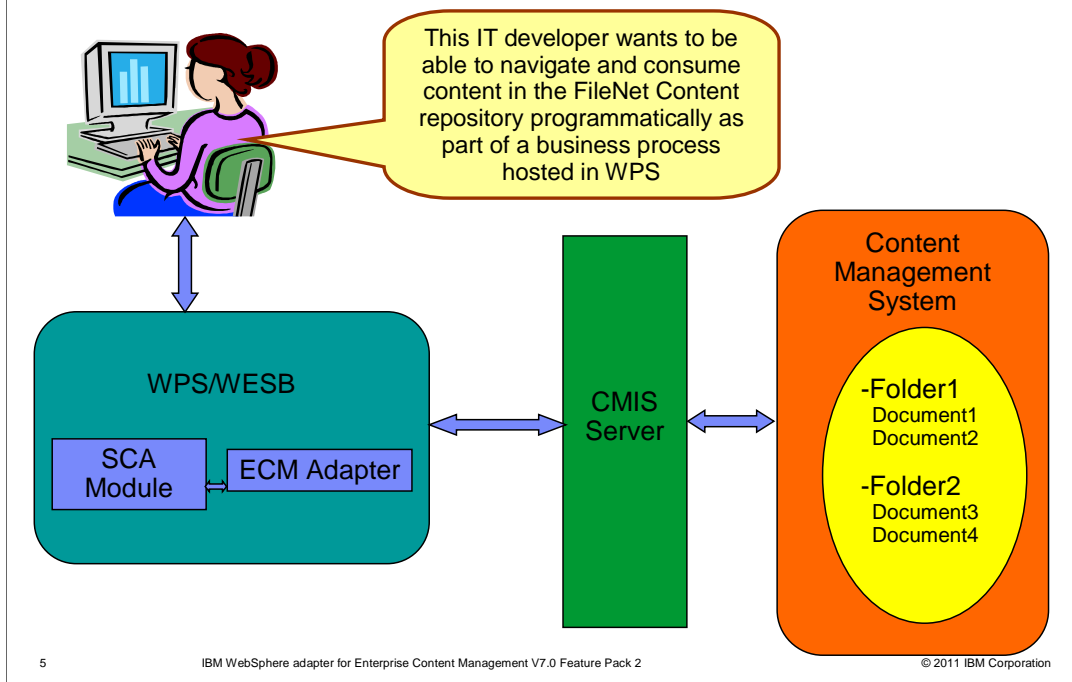 This IT developer wants to be
able to navigate and consume
content in the FileNet Content
repository programmatically as
part of a business process
hosted in WPS
WPS/WESB
SCA
Module
ECM Adapter
CMIS
Server
Content
Management
System
-Folder1
Document1
Document2
-Folder2
Document3
Document4
5
IBM WebSphere adapter for Enterprise Content Management V7.0 Feature Pack 2
© 2011 IBM Corporation